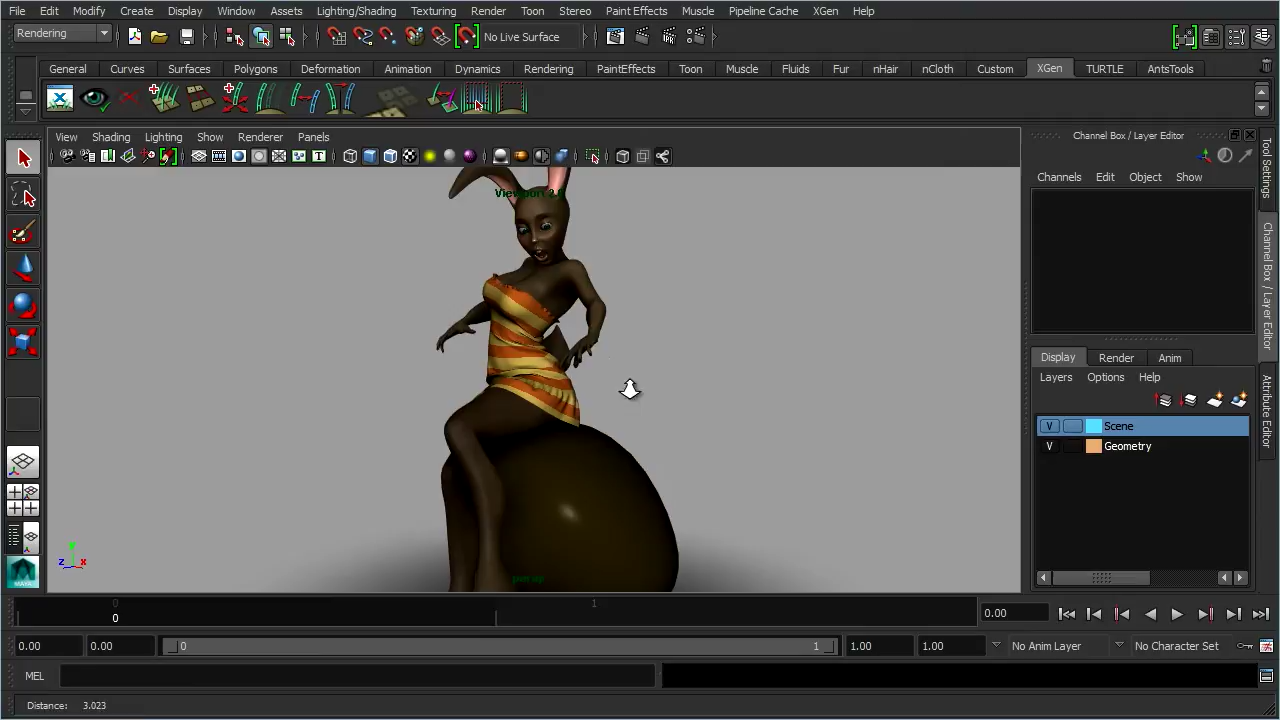 File Edit Modify Create Display Window Assets Lighting/Shading Texturing Render Toon Stereo Paint Effects Muscle Pipeline Cache XGen Help
Rendering No Live Surface
General Curves Surfaces Polygons Deformation Animation Dynamics Rendering PaintEffects Toon Muscle Fluids Fur nHair nCloth Custom XGen TURTLE AntsTools
View Shading Lighting Show Renderer Panels
Channel Box / Layer Editor
Tool Settings
Channels Edit Object Show
Channel Box / Layer Editor
Display Render Anim
Layers Options Help
Attribute Editor
V Scene
V Geometry
z x
0 1
0 0.00
0.00 0.00 0 1 1.00 1.00 No Anim Layer No Character Set
MEL
Distance: 3.023